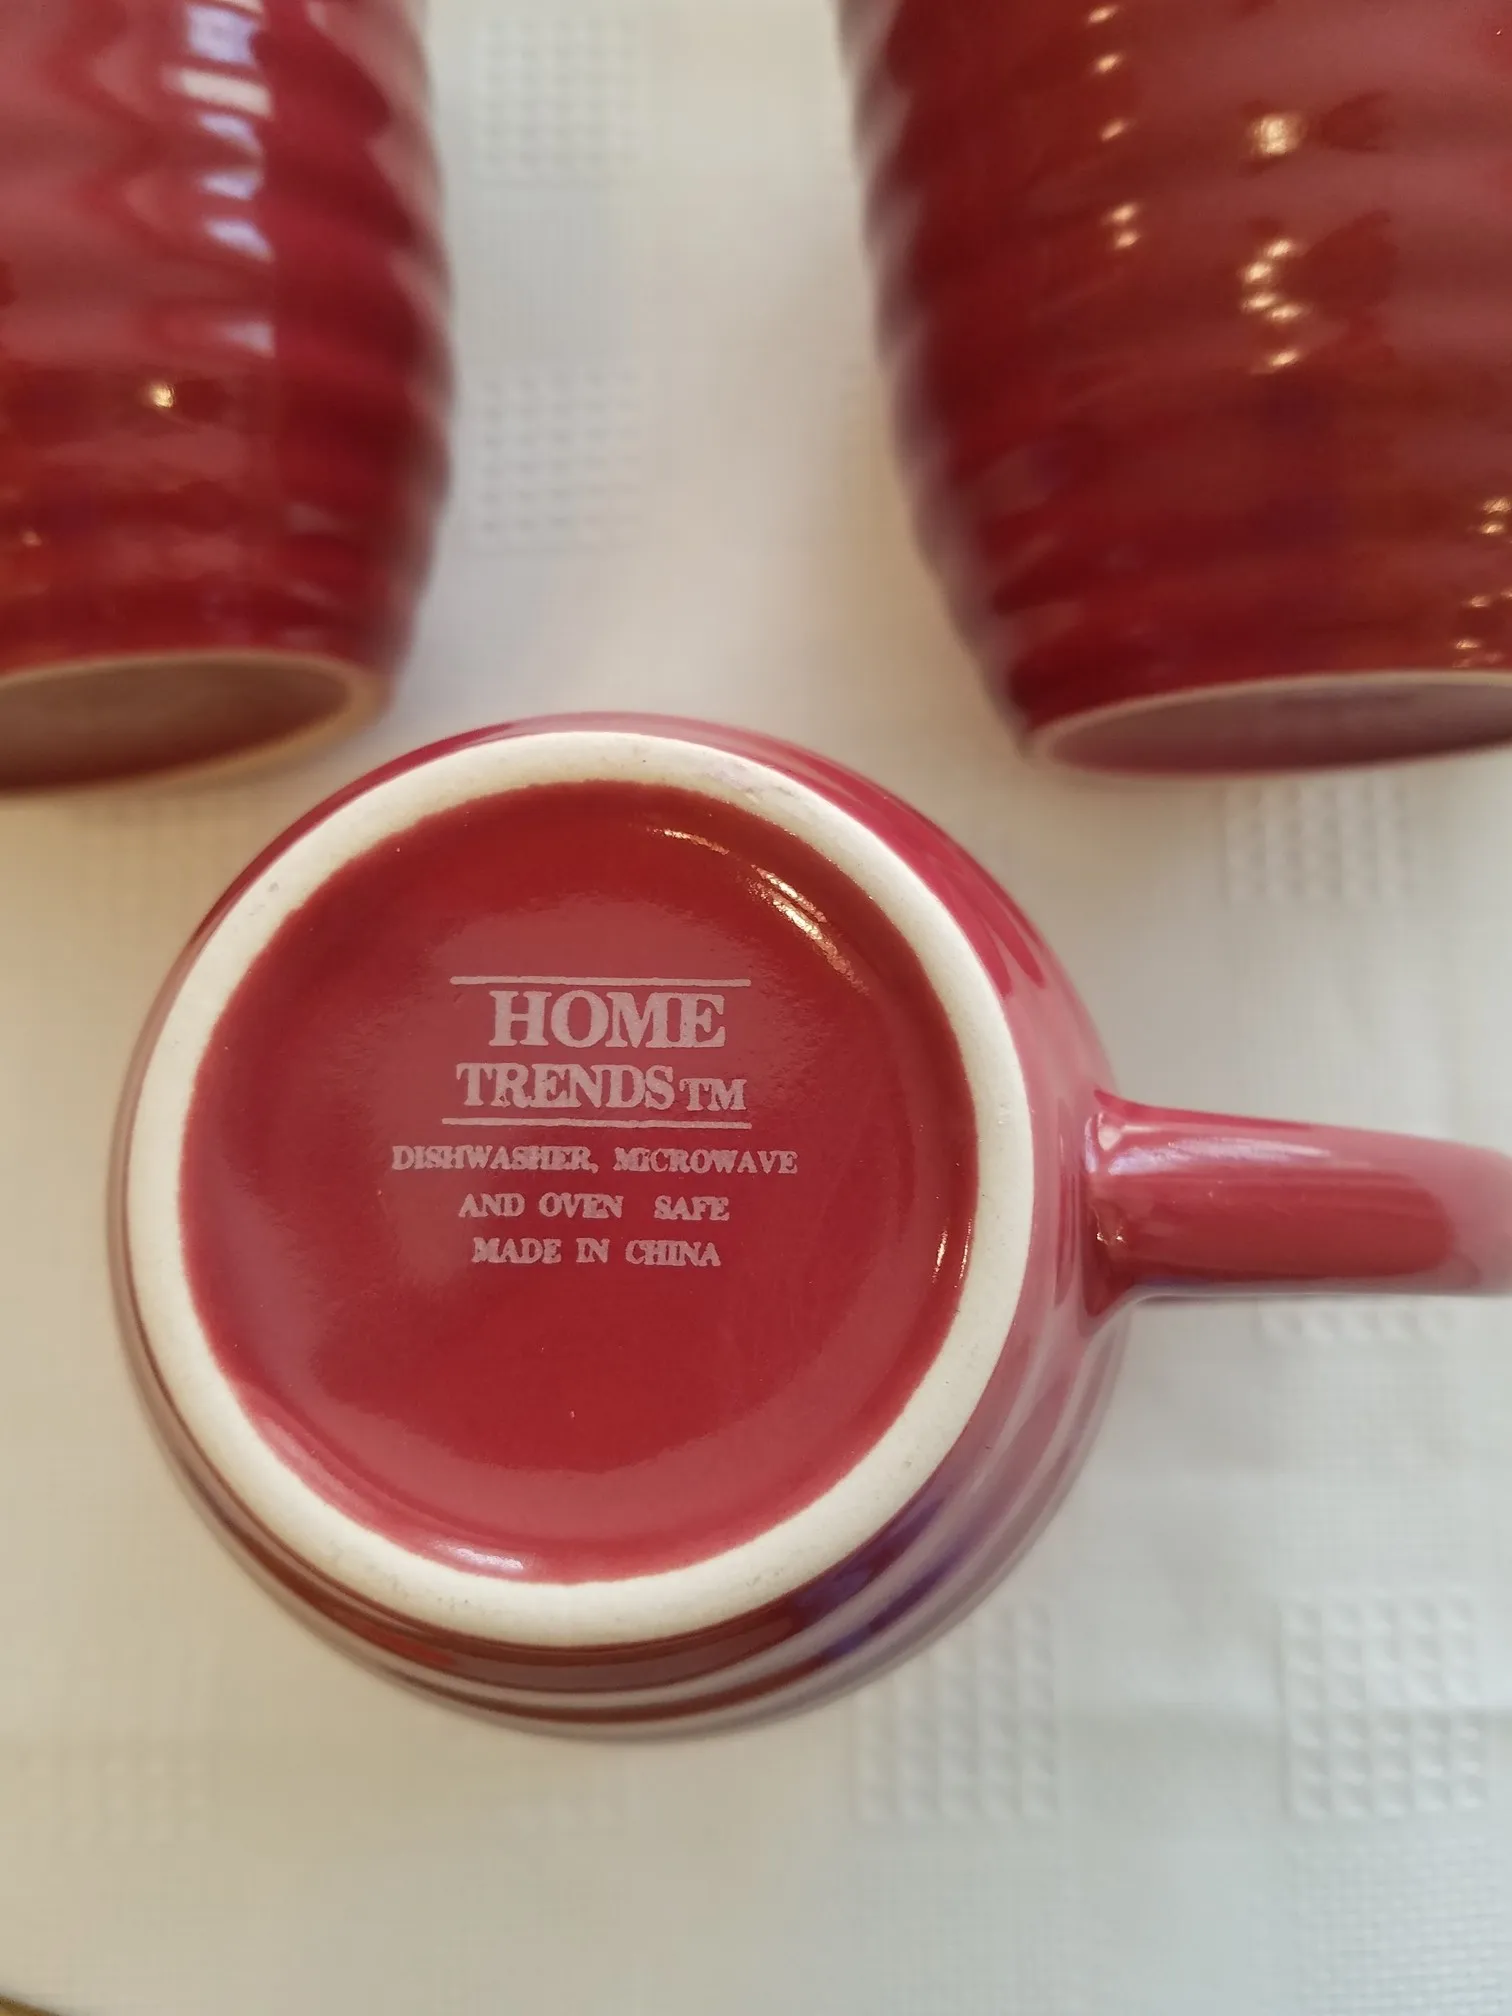 HOME
TRENDS TM
DISHWASHER, MICROWAVE
AND OVEN SAFE
MADE IN CHINA